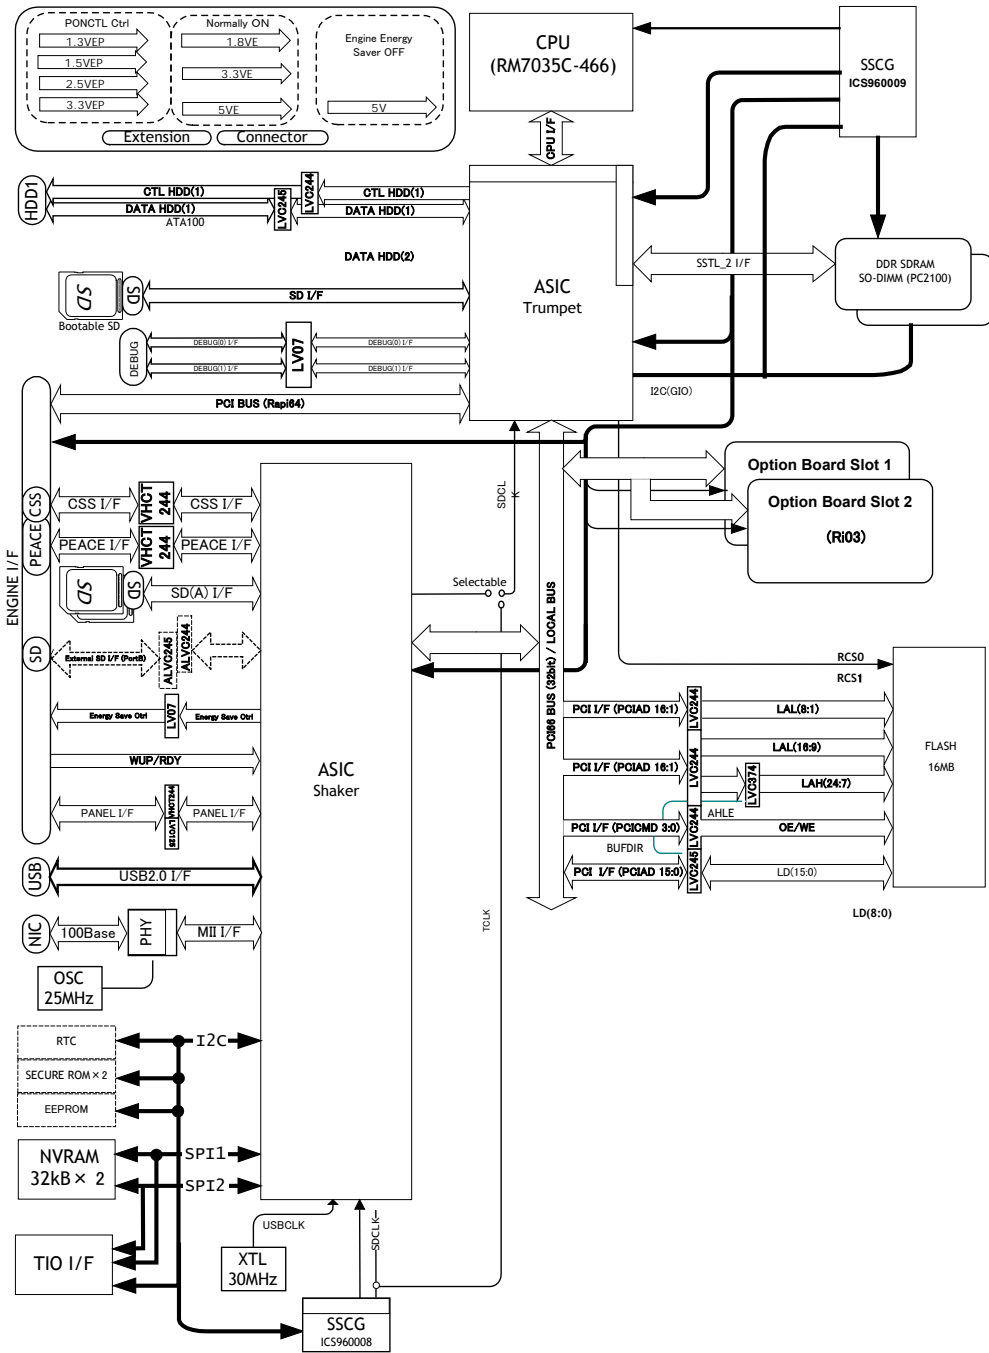 PONCTL Ctrl
1.3VEP
1.5VEP
2.5VEP
3.3VEP
Normally ON
1.8VE
3.3VE
5VE
Engine Energy
Saver OFF
5V
Extension
Connector
CPU
(RM7035C-466)
SSCG
ICS960009
CPU I/F
HDD1
CTL HDD(1)
LVC244
CTL HDD(1)
DATA HDD(1)
LVC245
DATA HDD(1)
ATA100
DATA HDD(2)
ASIC
Trumpet
SSTL_2 I/F
DDR SDRAM
SO-DIMM (PC2100)
SD
SD
SD I/F
Bootable SD
DEBUG
DEBUG(0) I/F
LV07
DEBUG(0) I/F
DEBUG(1) I/F
DEBUG(1) I/F
I2C(GIO)
PCI BUS (Rapi64)
ENGINE I/F
CSS
CSS I/F
VHCT
244
CSS I/F
PEACE
PEACE I/F
VHCT
244
PEACE I/F
SD
SD
SD(A) I/F
SD
External SD I/F (PortB)
ALVC245
ALVC244
Energy Save Ctrl
LV07
Energy Save Ctrl
WUP/RDY
PANEL I/F
VHCT244
LVC125
PANEL I/F
USB
USB2.0 I/F
NIC
100Base
PHY
MII I/F
OSC
25MHz
ASIC
Shaker
SDCL
K
Selectable
TCLK
PCI66 BUS (32bit) / LOCAL BUS
Option Board Slot 1
Option Board Slot 2
(Ri03)
RCS0
RCS1
PCI I/F (PCIAD 16:1)
LVC244
LAL(8:1)
PCI I/F (PCIAD 16:1)
LVC244
LAL(16:9)
LVC374
LAH(24:7)
AHLE
PCI I/F (PCICMD 3:0)
LVC244
OE/WE
BUFDIR
PCI I/F (PCIAD 15:0)
LVC245
LD(15:0)
LD(8:0)
FLASH
16MB
RTC
I2C
SECURE ROM×2
EEPROM
NVRAM
32kB× 2
SPI1
SPI2
TIO I/F
USBCLK
XTL
30MHz
SDCLK
SSCG
ICS960008